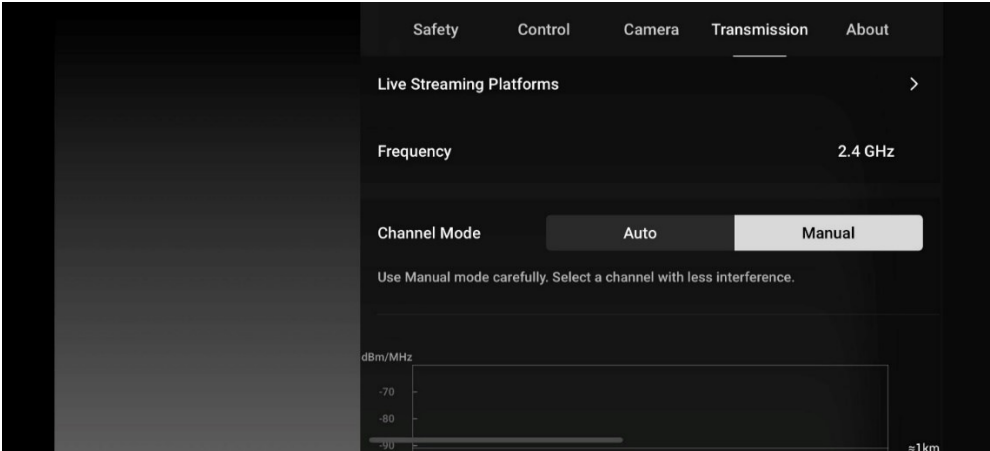 Safety Control Camera Transmission About
Live Streaming Platforms
Frequency 2.4 GHz
Channel Mode Auto Manual
Use Manual mode carefully. Select a channel with less interference.
dBm/MHz
-70
-80
-90
≈1km